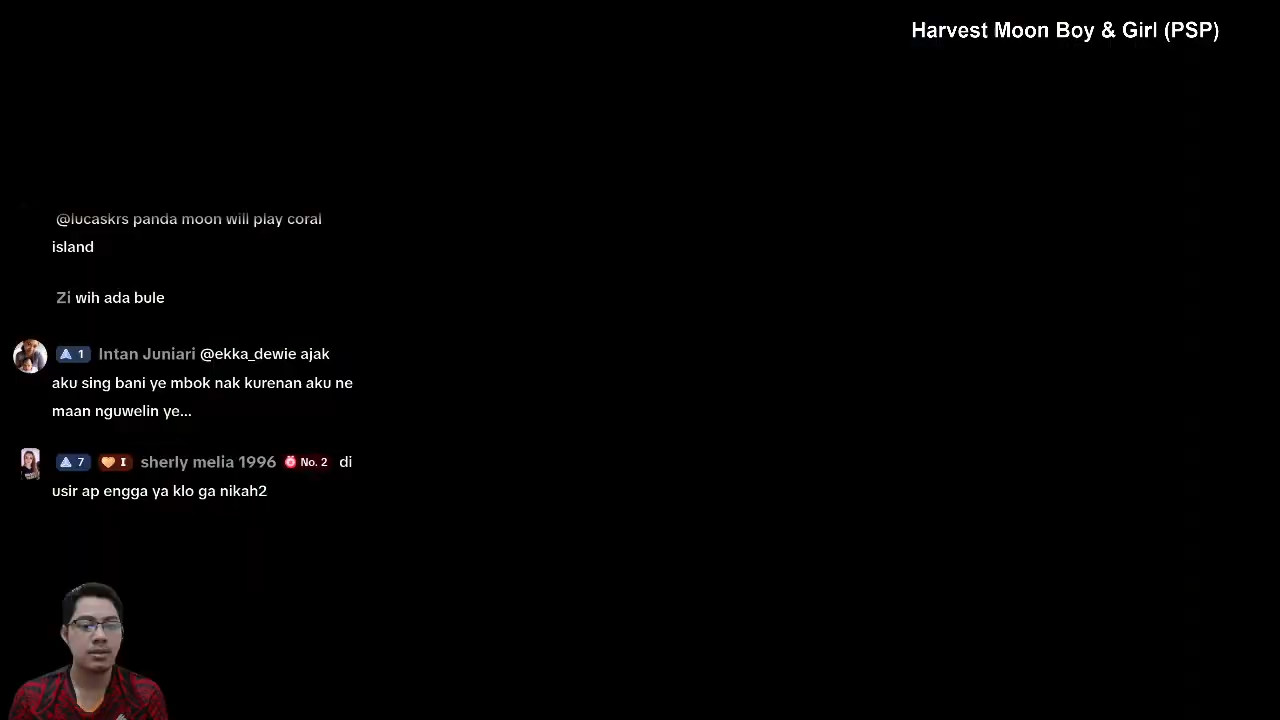 Harvest Moon Boy & Girl (PSP)
@lucaskrs panda moon will play coral
island
Zi wih ada bule
1 Intan Juniari @ekka_dewie ajak
aku sing bani ye mbok nak kurenan aku ne
maan nguwelin ye...
7 I sherly melia 1996 No. 2 di
usir ap engga ya klo ga nikah2